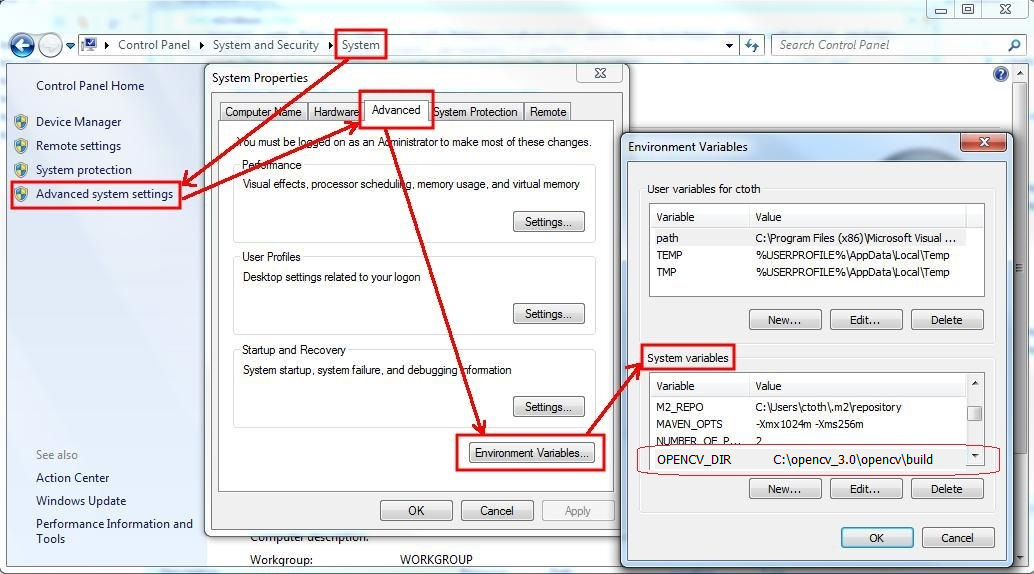 Control Panel System and Security System
Search Control Panel
Control Panel Home
Device Manager
Remote settings
System protection
Advanced system settings
See also
Action Center
Windows Update
Performance Information and
Tools
System Properties
Computer Name Hardware Advanced System Protection Remote
You must be logged on as an Administrator to make most of these changes.
Performance
Visual effects, processor scheduling, memory usage, and virtual memory
Settings...
User Profiles
Desktop settings related to your logon
Settings...
Startup and Recovery
System startup, system failure, and debugging information
Settings...
Environment Variables...
OK Cancel Apply
Computer description:
Workgroup: WORKGROUP
Environment Variables
User variables for ctoth
Variable Value
path C:\Program Files (x86)\Microsoft Visual ...
TEMP %USERPROFILE%\AppData\Local\Temp
TMP %USERPROFILE%\AppData\Local\Temp
New... Edit... Delete
System variables
Variable Value
M2_REPO C:\Users\ctoth\.m2\repository
MAVEN_OPTS -Xmx1024m -Xms256m
NUMBER_OF_P... 2
OPENCV_DIR C:\opencv_3.0\opencv\build
New... Edit... Delete
OK Cancel